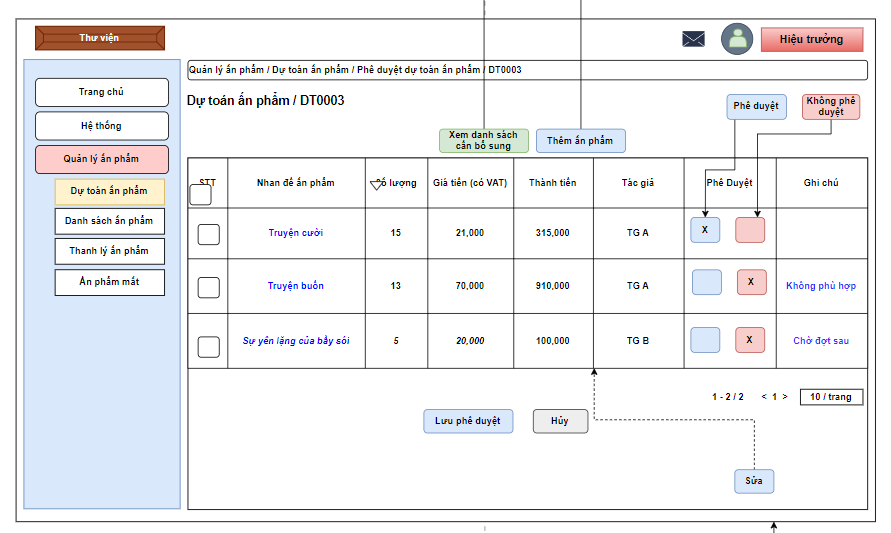 Thư viện
Hiệu trưởng
Trang chủ
Hệ thống
Quản lý ấn phẩm
Dự toán ấn phẩm
Danh sách ấn phẩm
Thanh lý ấn phẩm
Ấn phẩm mất
Quản lý ấn phẩm / Dự toán ấn phẩm / Phê duyệt dự toán ấn phẩm / DT0003
Dự toán ấn phẩm / DT0003
Phê duyệt
Không phê
duyệt
Xem danh sách
cần bổ sung
Thêm ấn phẩm
STT Nhan đề ấn phẩm Số lượng Giá tiền (có VAT) Thành tiền Tác giả Phê Duyệt Ghi chú
Truyện cười 15 21,000 315,000 TG A X
Truyện buồn 13 70,000 910,000 TG A X Không phù hợp
Sự yên lặng của bầy sói 5 20,000 100,000 TG B X Chờ đợt sau
1 - 2 / 2 < 1 > 10 / trang
Lưu phê duyệt
Hủy
Sửa